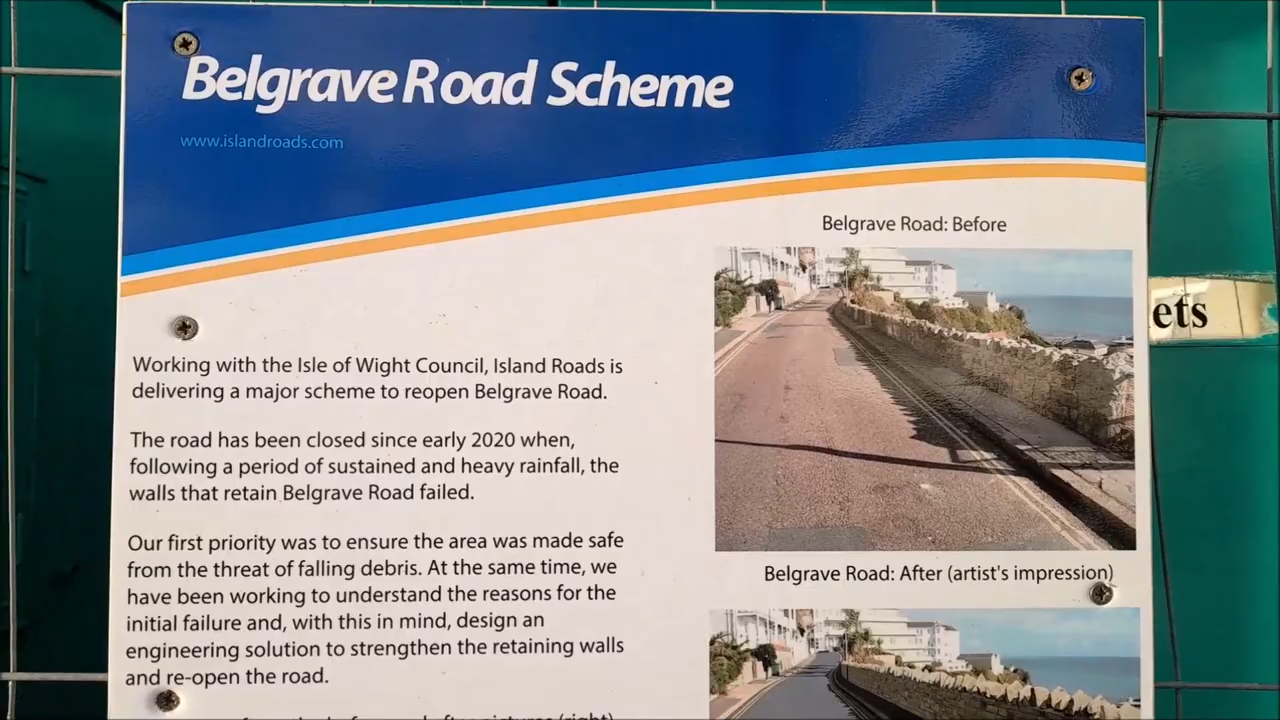 Belgrave Road Scheme
www.islandroads.com
Belgrave Road: Before
ets
Working with the Isle of Wight Council, Island Roads is
delivering a major scheme to reopen Belgrave Road.
The road has been closed since early 2020 when,
following a period of sustained and heavy rainfall, the
walls that retain Belgrave Road failed.
Our first priority was to ensure the area was made safe
from the threat of falling debris. At the same time, we
have been working to understand the reasons for the
initial failure and, with this in mind, design an
engineering solution to strengthen the retaining walls
and re-open the road.
Belgrave Road: After (artist's impression)
(right)